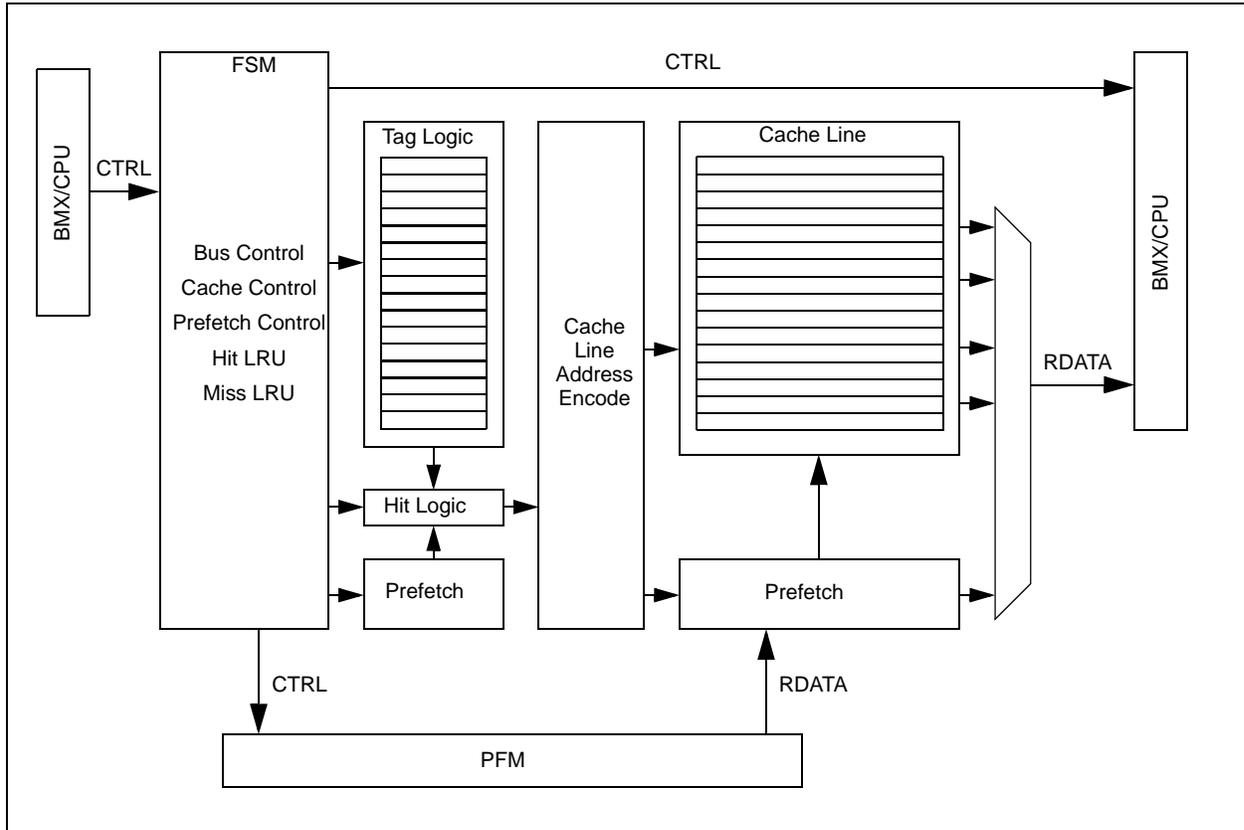 FSM
CTRL
BMX/CPU
CTRL
Tag Logic
Cache Line
BMX/CPU
Bus Control
Cache Control
Prefetch Control
Hit LRU
Miss LRU
Cache
Line
Address
Encode
RDATA
Hit Logic
Prefetch
Prefetch
CTRL
RDATA
PFM